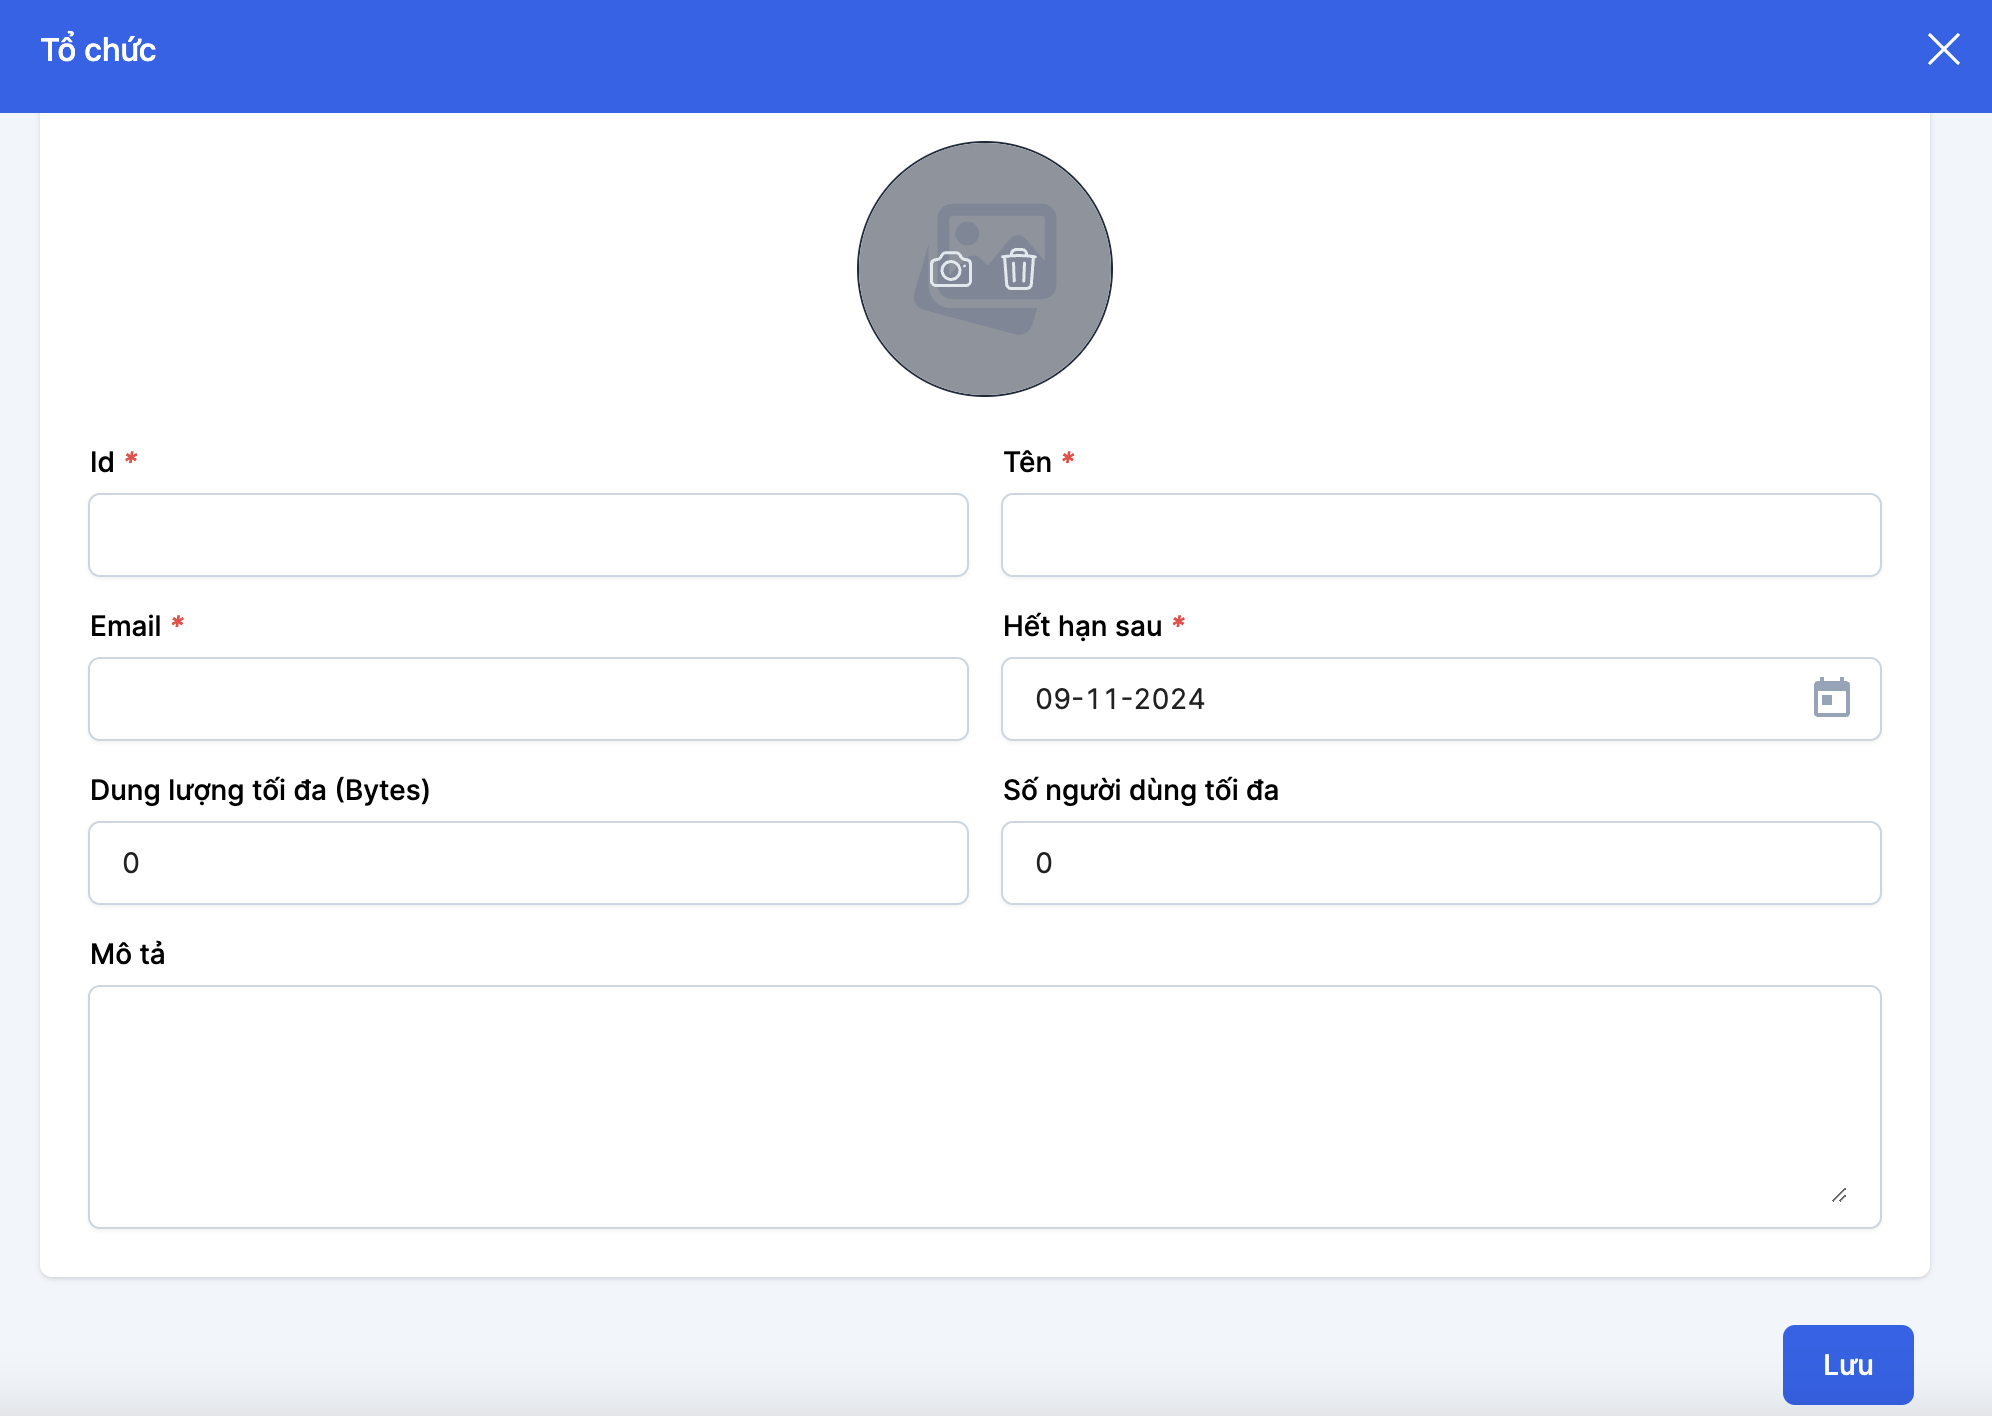 Tổ chức
Id *
Tên *
Email *
Hết hạn sau *
09-11-2024
Dung lượng tối đa (Bytes)
Số người dùng tối đa
0
0
Mô tả
Lưu